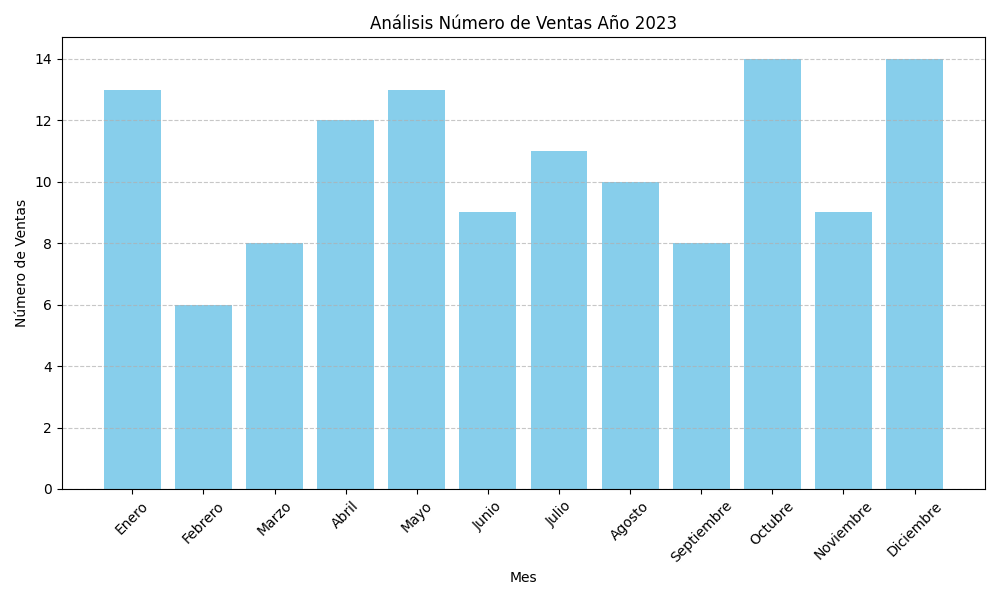 Análisis Número de Ventas Año 2023
Número de Ventas
14
12
10
8
6
4
2
0
Enero
Febrero
Marzo
Abril
Mayo
Junio
Julio
Agosto
Septiembre
Octubre
Noviembre
Diciembre
Mes